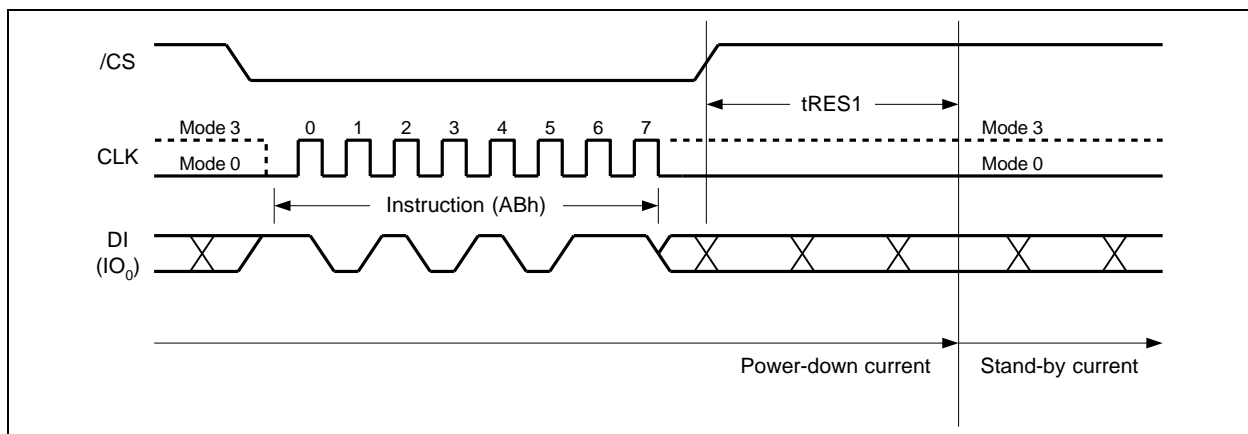 /CS
tRES1
Mode 3
0 1 2 3 4 5 6 7
Mode 3
CLK
Mode 0
Mode 0
Instruction (ABh)
DI
(IO0)
Power-down current
Stand-by current